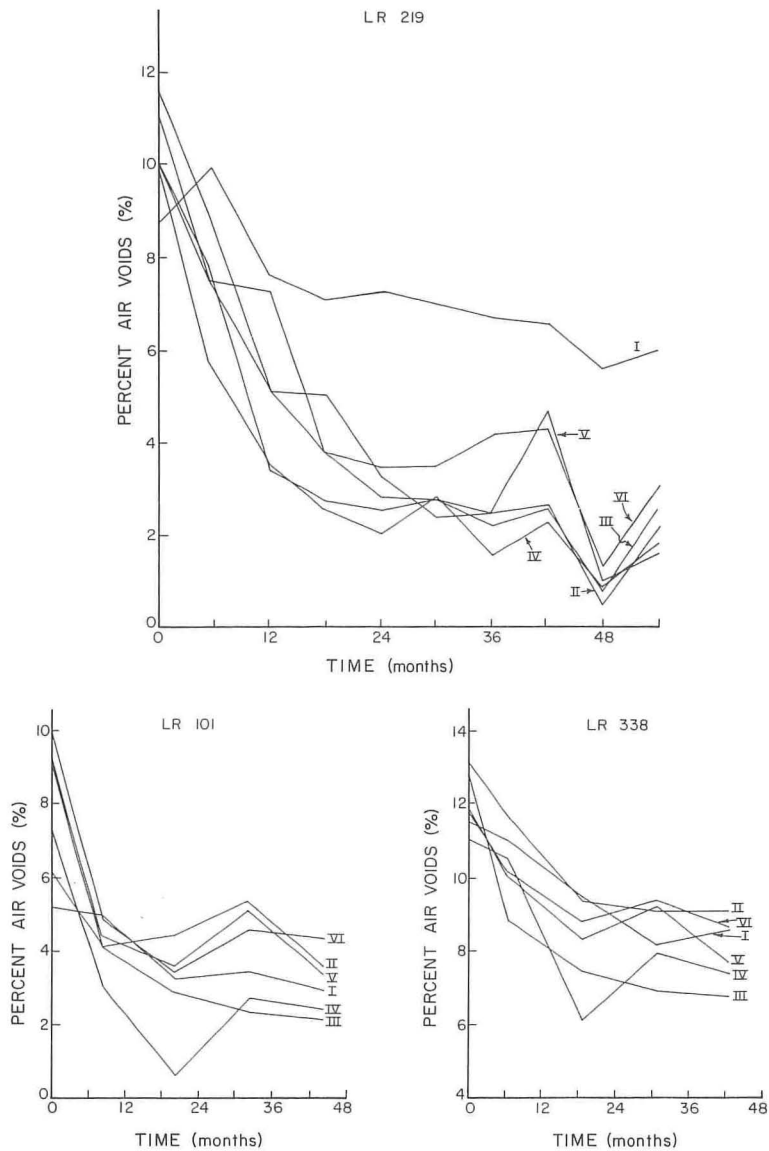 LR 219
PERCENT AIR VOIDS (%)
12
10
8
6
4
2
0
I
V
VI
III
IV
II
0 12 24 36 48
TIME (months)
LR 101
PERCENT AIR VOIDS (%)
10
8
6
4
2
0
VI
II
V
I
IV
III
0 12 24 36 48
TIME (months)
LR 338
PERCENT AIR VOIDS (%)
14
12
10
8
6
4
II
VI
I
V
IV
III
0 12 24 36 48
TIME (months)